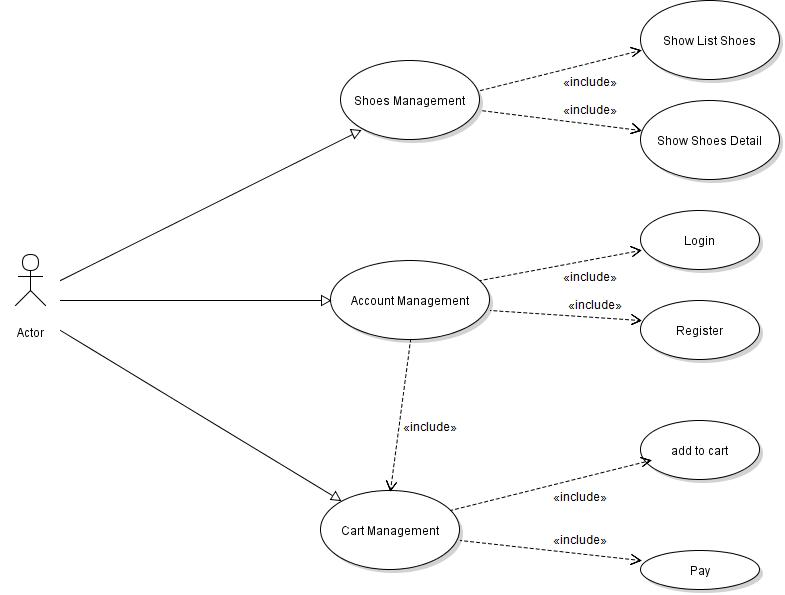 Show List Shoes
Shoes Management
«include»
«include»
Show Shoes Detail
Login
«include»
Account Management
«include»
Register
Actor
«include»
add to cart
«include»
Cart Management
«include»
Pay